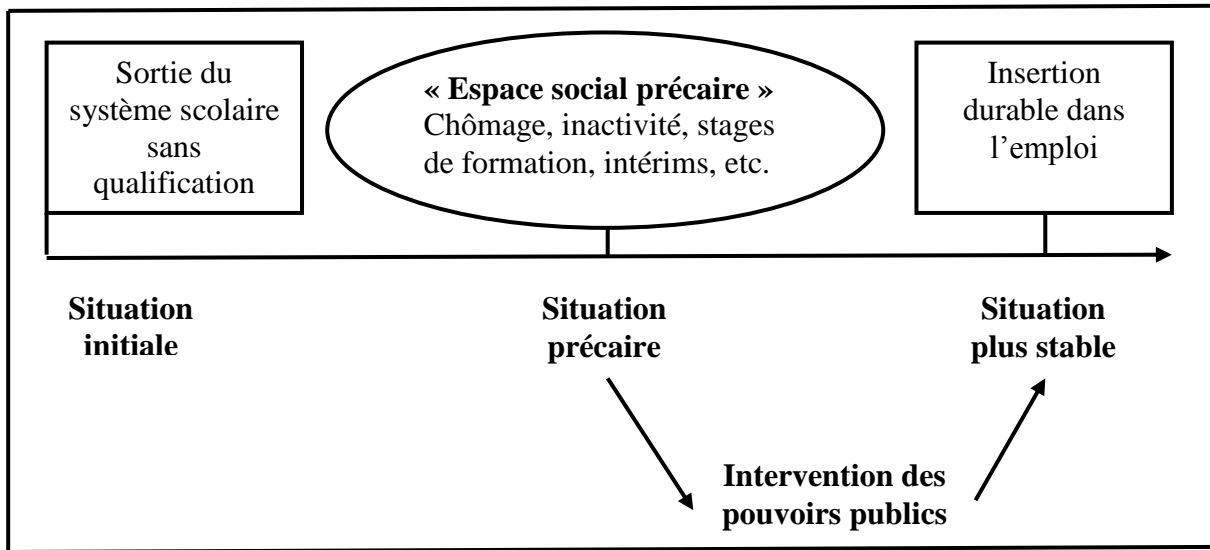 Sortie du
système scolaire
sans
qualification
« Espace social précaire »
Chômage, inactivité, stages
de formation, intérims, etc.
Insertion
durable dans
l’emploi
Situation
initiale
Situation
précaire
Situation
plus stable
Intervention des
pouvoirs publics